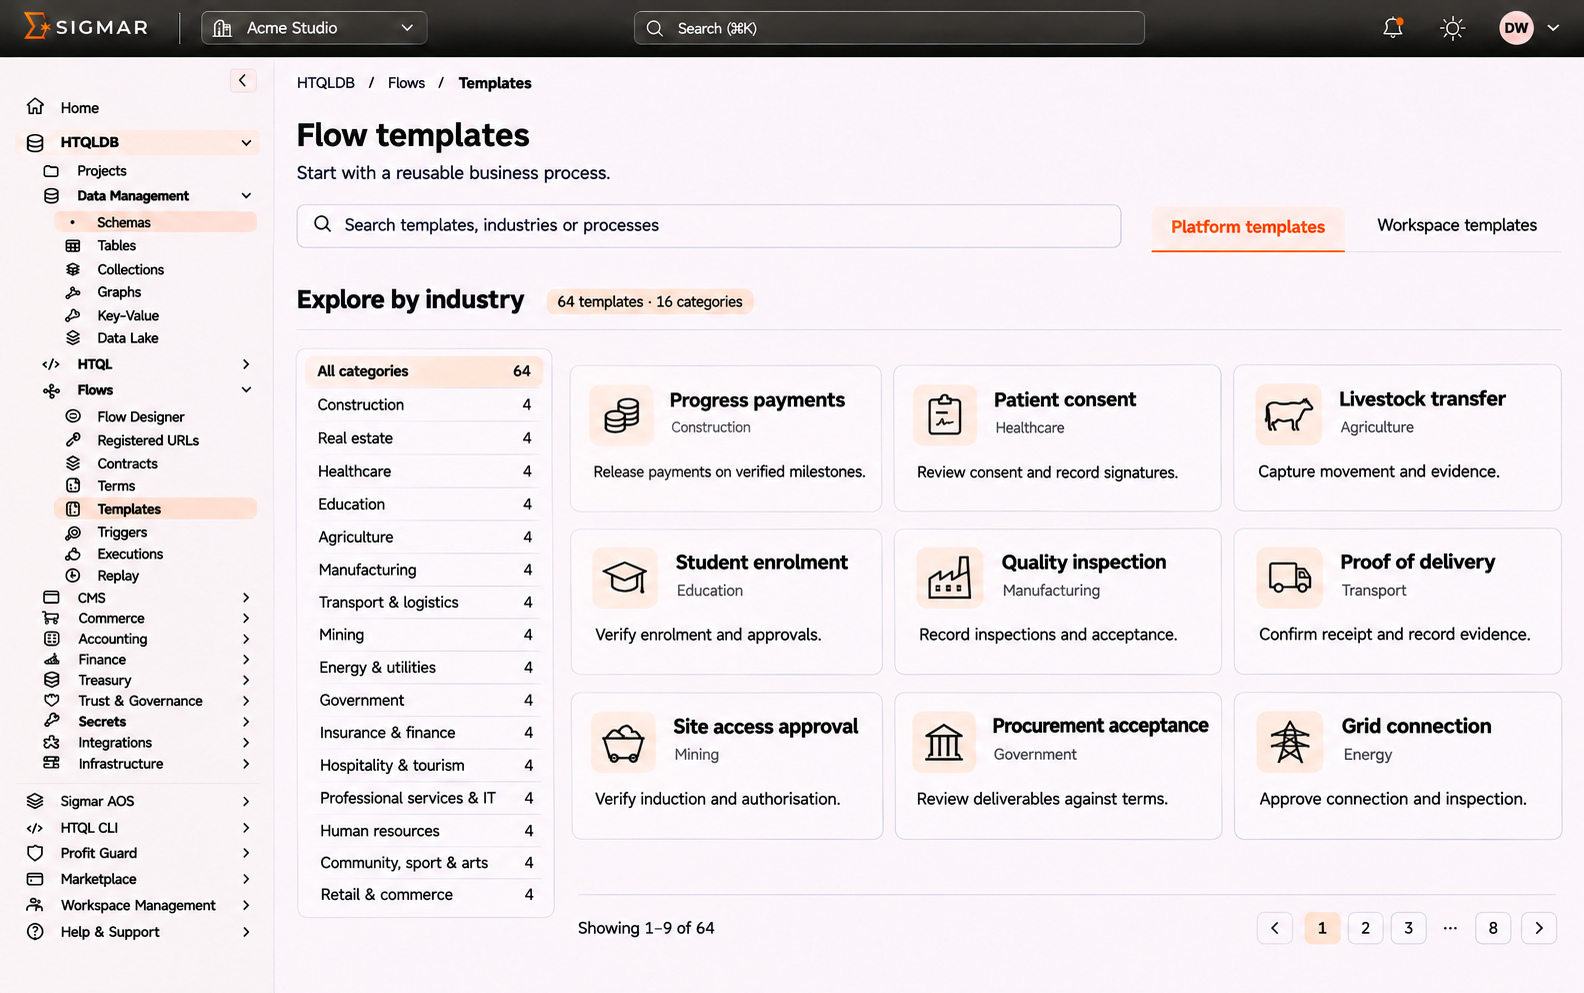 SIGMAR
Acme Studio
Search (⌘K)
DW
Home
HTQLDB
Projects
Data Management
Schemas
Tables
Collections
Graphs
Key-Value
Data Lake
HTQL
Flows
Flow Designer
Registered URLs
Contracts
Terms
Templates
Triggers
Executions
Replay
CMS
Commerce
Accounting
Finance
Treasury
Trust & Governance
Secrets
Integrations
Infrastructure
Sigmar AOS
HTQL CLI
Profit Guard
Marketplace
Workspace Management
Help & Support
HTQLDB / Flows / Templates
Flow templates
Start with a reusable business process.
Search templates, industries or processes
Platform templates
Workspace templates
Explore by industry
64 templates · 16 categories
All categories 64
Construction 4
Real estate 4
Healthcare 4
Education 4
Agriculture 4
Manufacturing 4
Transport & logistics 4
Mining 4
Energy & utilities 4
Government 4
Insurance & finance 4
Hospitality & tourism 4
Professional services & IT 4
Human resources 4
Community, sport & arts 4
Retail & commerce 4
Progress payments
Construction
Release payments on verified milestones.
Patient consent
Healthcare
Review consent and record signatures.
Livestock transfer
Agriculture
Capture movement and evidence.
Student enrolment
Education
Verify enrolment and approvals.
Quality inspection
Manufacturing
Record inspections and acceptance.
Proof of delivery
Transport
Confirm receipt and record evidence.
Site access approval
Mining
Verify induction and authorisation.
Procurement acceptance
Government
Review deliverables against terms.
Grid connection
Energy
Approve connection and inspection.
Showing 1–9 of 64
1 2 3 ··· 8